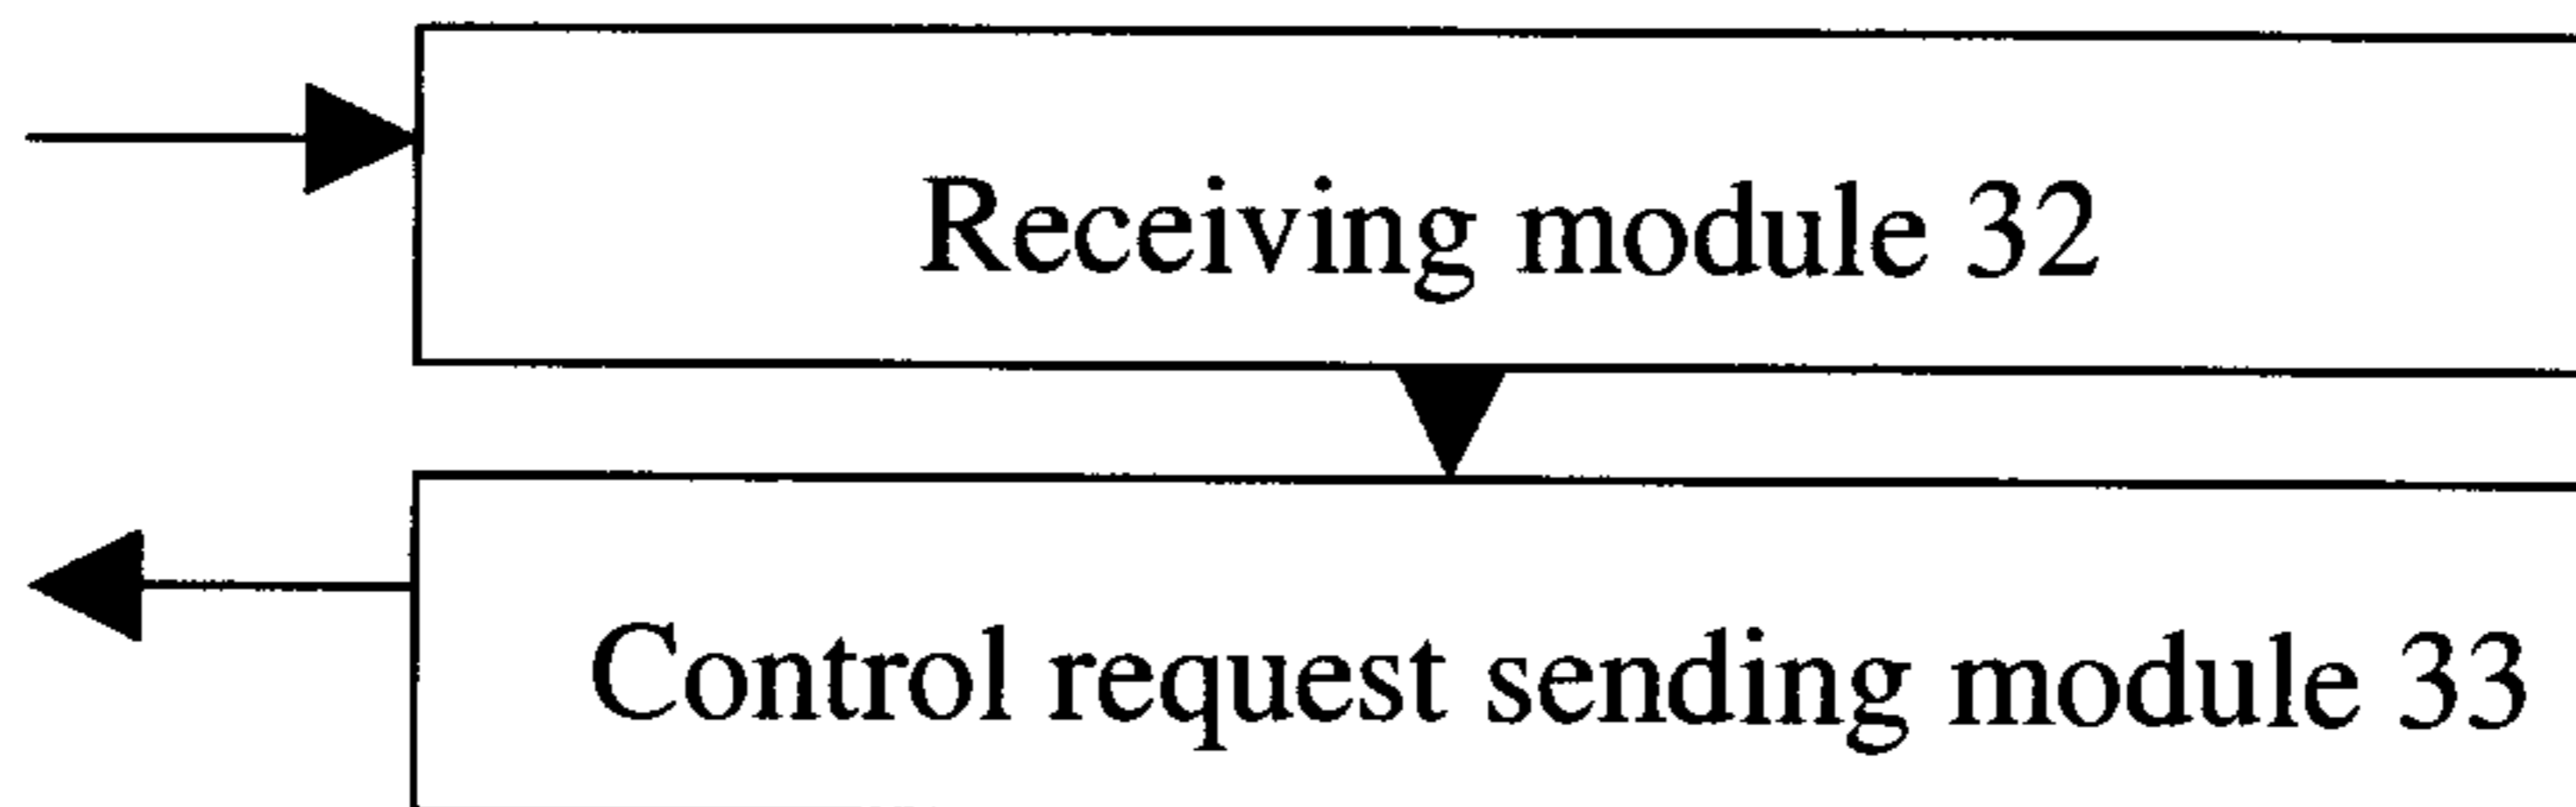 Receiving module 32
Control request sending module 33